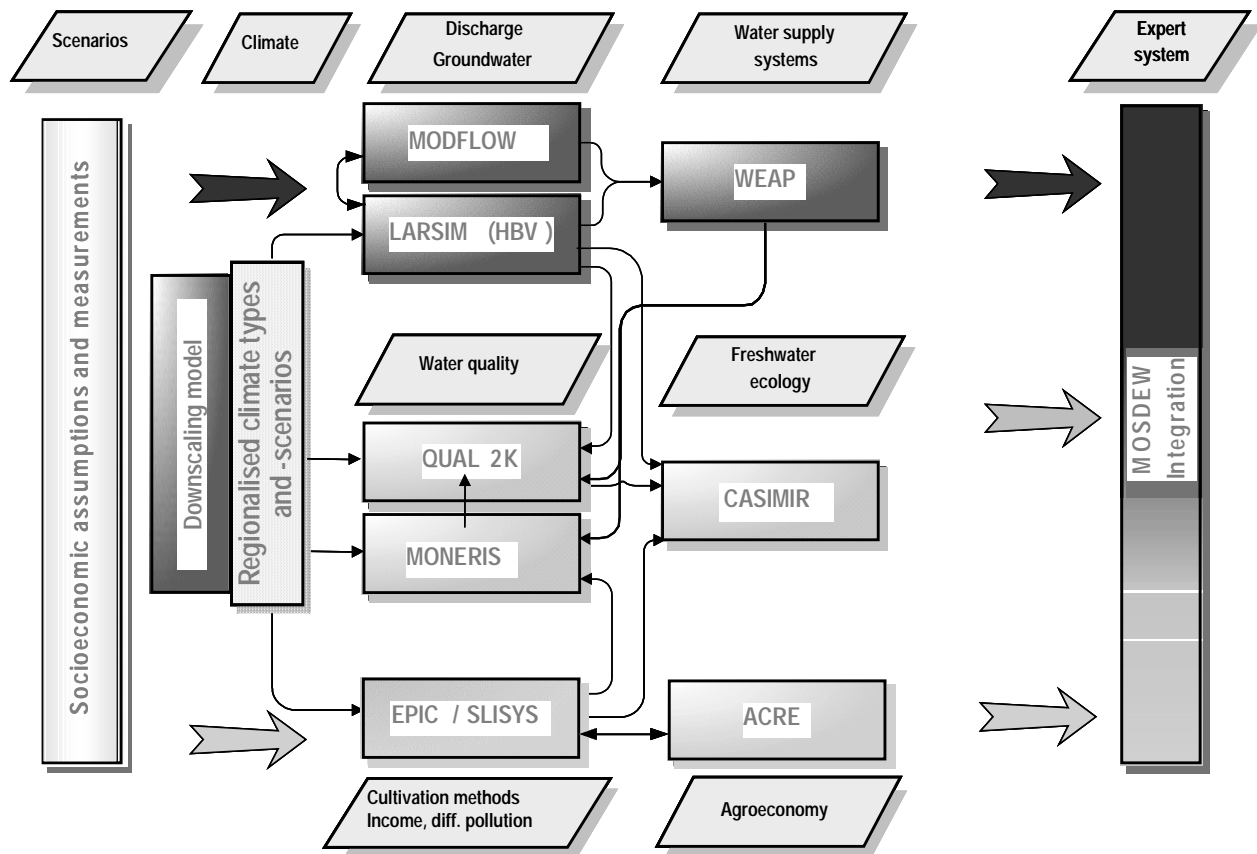 Scenarios
Climate
Discharge
Groundwater
Water supply
systems
Expert
system
Socioeconomic assumptions and measurements
Downscaling model
Regionalised climate types
and -scenarios
MODFLOW
LARSIM (HBV )
WEAP
Water quality
Freshwater
ecology
QUAL 2K
MONERIS
CASIMIR
MOSDEW
Integration
EPIC / SLISYS
ACRE
Cultivation methods
Income, diff. pollution
Agroeconomy